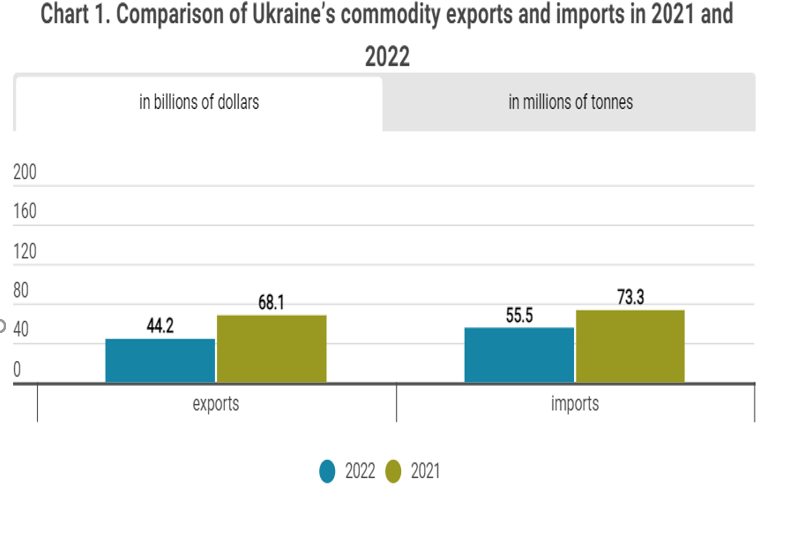 Chart 1. Comparison of Ukraine's commodity exports and imports in 2021 and
2022
in billions of dollars
in millions of tonnes
200
160
120
80
40
0
44.2
68.1
55.5
73.3
exports
imports
2022
2021